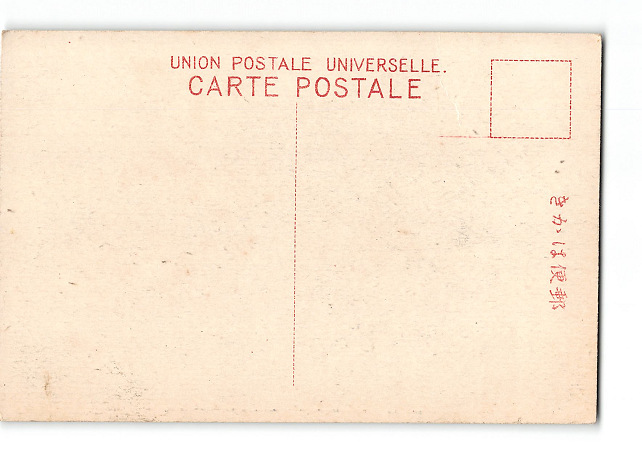 UNION POSTALE UNIVERSELLE.
CARTE POSTALE
きかは便郵